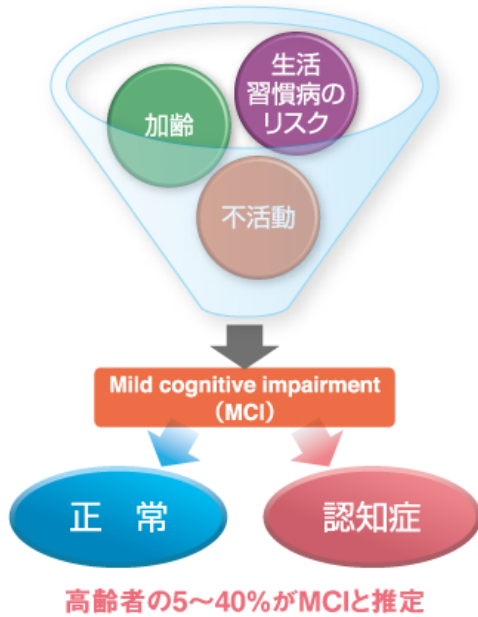 生活
習慣病の
リスク
加齢
不活動
Mild cognitive impairment
（MCI）
正　常
認知症
高齢者の5〜40%がMCIと推定